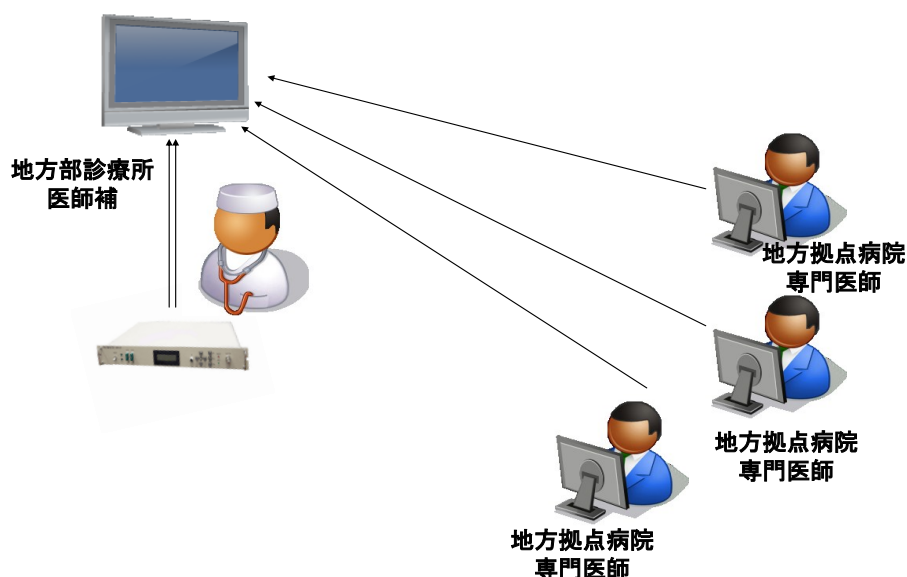 地方部診療所
医師補
地方拠点病院
専門医師
地方拠点病院
専門医師
地方拠点病院
専門医師